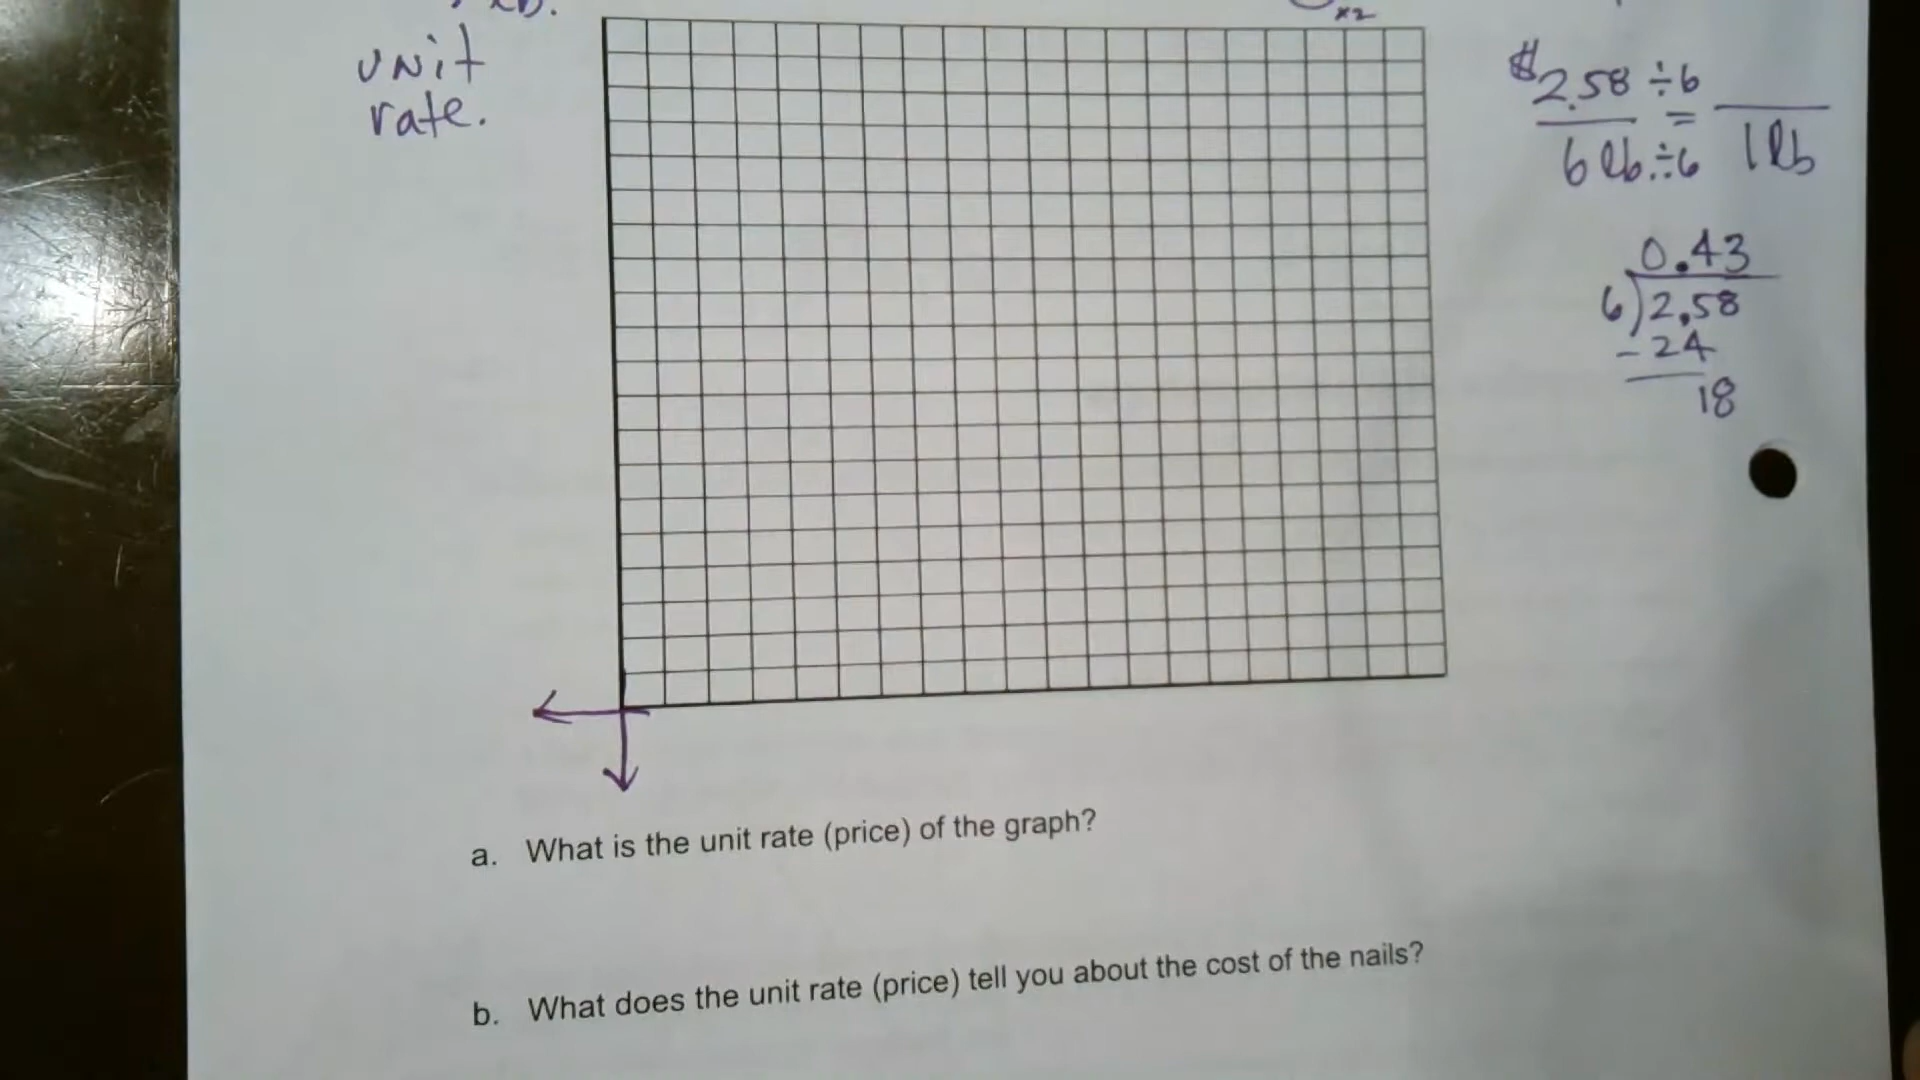 lb.
x2
unit
rate.
$2.58 ÷6
=
6 lb ÷6 1 lb
0.43
6)2.58
-24
18
a. What is the unit rate (price) of the graph?
b. What does the unit rate (price) tell you about the cost of the nails?